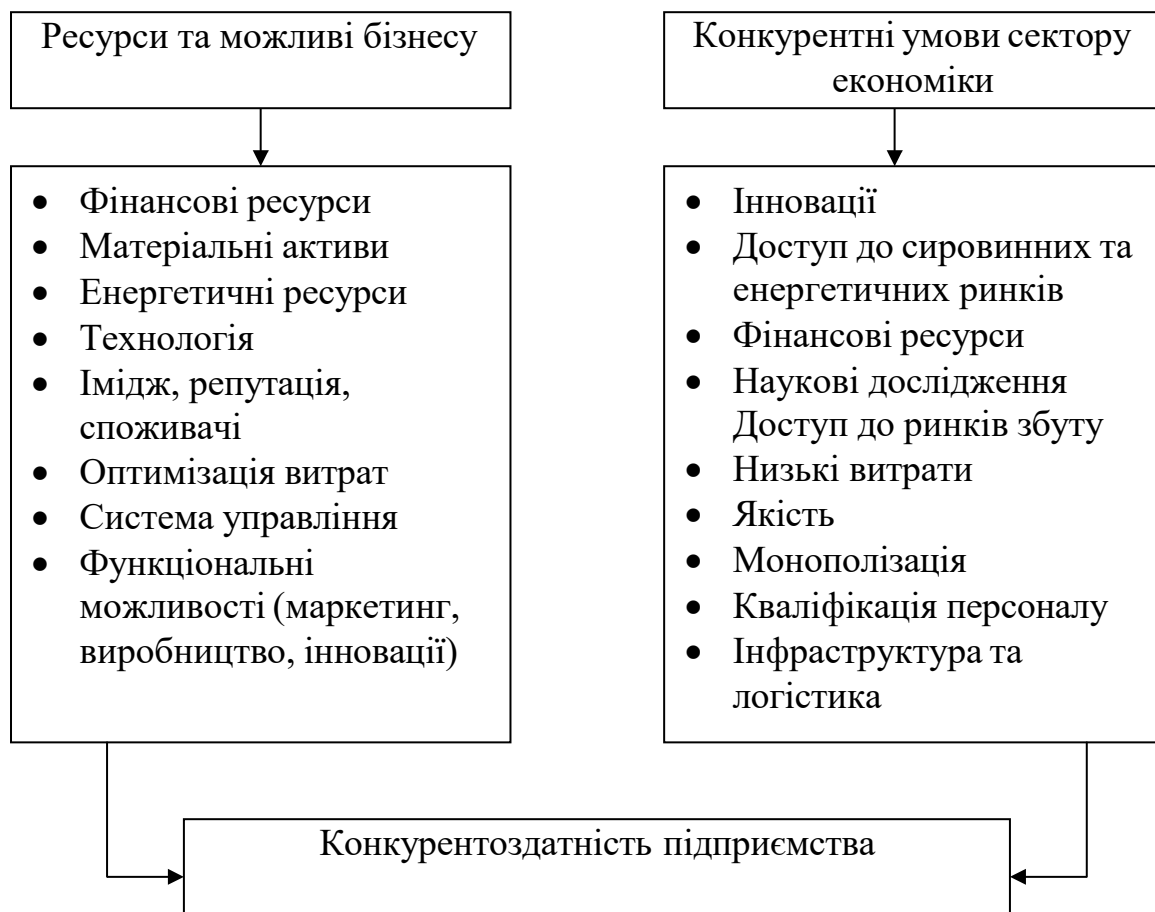 Ресурси та можливі бізнесу
Конкурентні умови сектору
економіки
• Фінансові ресурси
• Матеріальні активи
• Енергетичні ресурси
• Технологія
• Імідж, репутація,
споживачі
• Оптимізація витрат
• Система управління
• Функціональні
можливості (маркетинг,
виробництво, інновації)
• Інновації
• Доступ до сировинних та
енергетичних ринків
• Фінансові ресурси
• Наукові дослідження
Доступ до ринків збуту
• Низькі витрати
• Якість
• Монополізація
• Кваліфікація персоналу
• Інфраструктура та
логістика
Конкурентоздатність підприємства